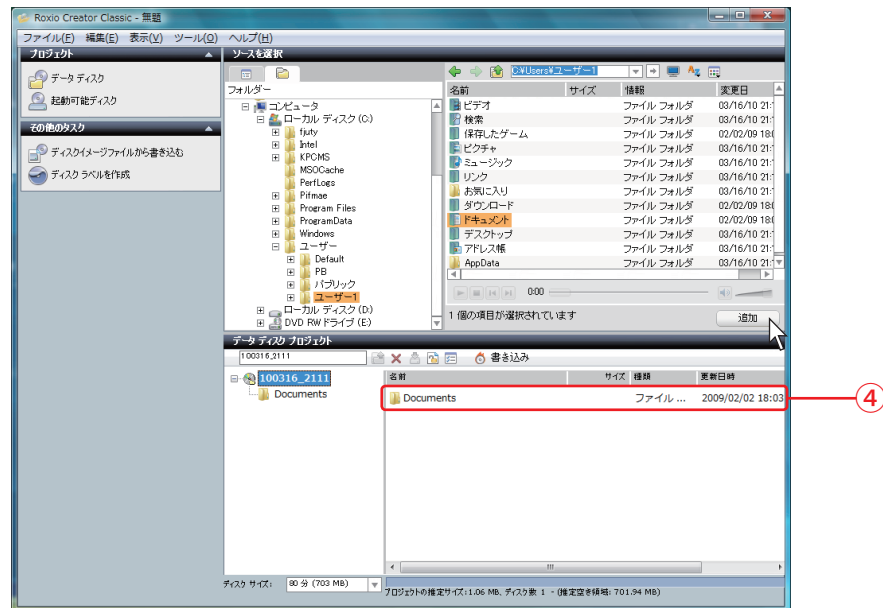 Roxio Creator Classic - 無題
ファイル(F) 編集(E) 表示(V) ツール(O) ヘルプ(H)
プロジェクト
データ ディスク
起動可能ディスク
その他のタスク
ディスクイメージファイルから書き込む
ディスク ラベルを作成
ソースを選択
フォルダー
コンピュータ
ローカル ディスク (C:)
fjuty
Intel
KPCMS
MSOCache
PerfLogs
Pifmae
Program Files
ProgramData
Windows
ユーザー
Default
PB
パブリック
ユーザー1
ローカル ディスク (D:)
DVD RW ドライブ (E:)
C:¥Users¥ユーザー1
名前 サイズ 情報 変更日
ビデオ ファイル フォルダ 03/16/10 21:
検索 ファイル フォルダ 03/16/10 21:
保存したゲーム ファイル フォルダ 02/02/09 18:
ピクチャ ファイル フォルダ 03/16/10 21:
ミュージック ファイル フォルダ 03/16/10 21:
リンク ファイル フォルダ 03/16/10 21:
お気に入り ファイル フォルダ 03/16/10 21:
ダウンロード ファイル フォルダ 02/02/09 18:
ドキュメント ファイル フォルダ 02/02/09 18:
デスクトップ ファイル フォルダ 03/16/10 21:
アドレス帳 ファイル フォルダ 03/16/10 21:
AppData ファイル フォルダ 03/16/10 21:
0:00
1 個の項目が選択されています
追加
データ ディスク プロジェクト
100316_2111
書き込み
100316_2111
Documents
名前 サイズ 種類 更新日時
Documents ファイル ... 2009/02/02 18:03
④
ディスク サイズ: 80 分 (703 MB)
プロジェクトの推定サイズ: 1.06 MB、ディスク数 1 - (推定空き領域: 701.94 MB)